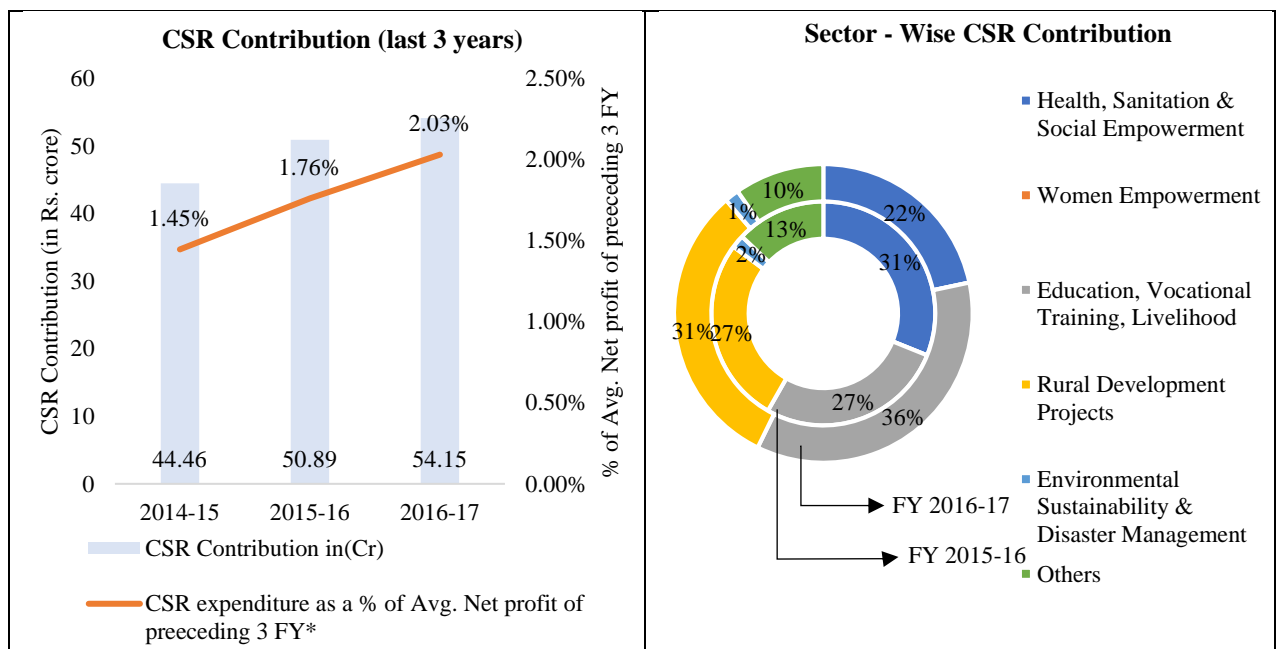 CSR Contribution (last 3 years)
60
50
40
30
20
10
0
CSR Contribution (in Rs. crore)
2.50%
2.00%
1.50%
1.00%
0.50%
0.00%
% of Avg. Net profit of preceeding 3 FY
1.45%
1.76%
2.03%
44.46
50.89
54.15
2014-15
2015-16
2016-17
CSR Contribution in(Cr)
CSR expenditure as a % of Avg. Net profit of
preeceding 3 FY*
Sector - Wise CSR Contribution
10%
22%
1%
13%
31%
2%
31%
27%
27%
36%
FY 2016-17
FY 2015-16
Health, Sanitation &
Social Empowerment
Women Empowerment
Education, Vocational
Training, Livelihood
Rural Development
Projects
Environmental
Sustainability &
Disaster Management
Others